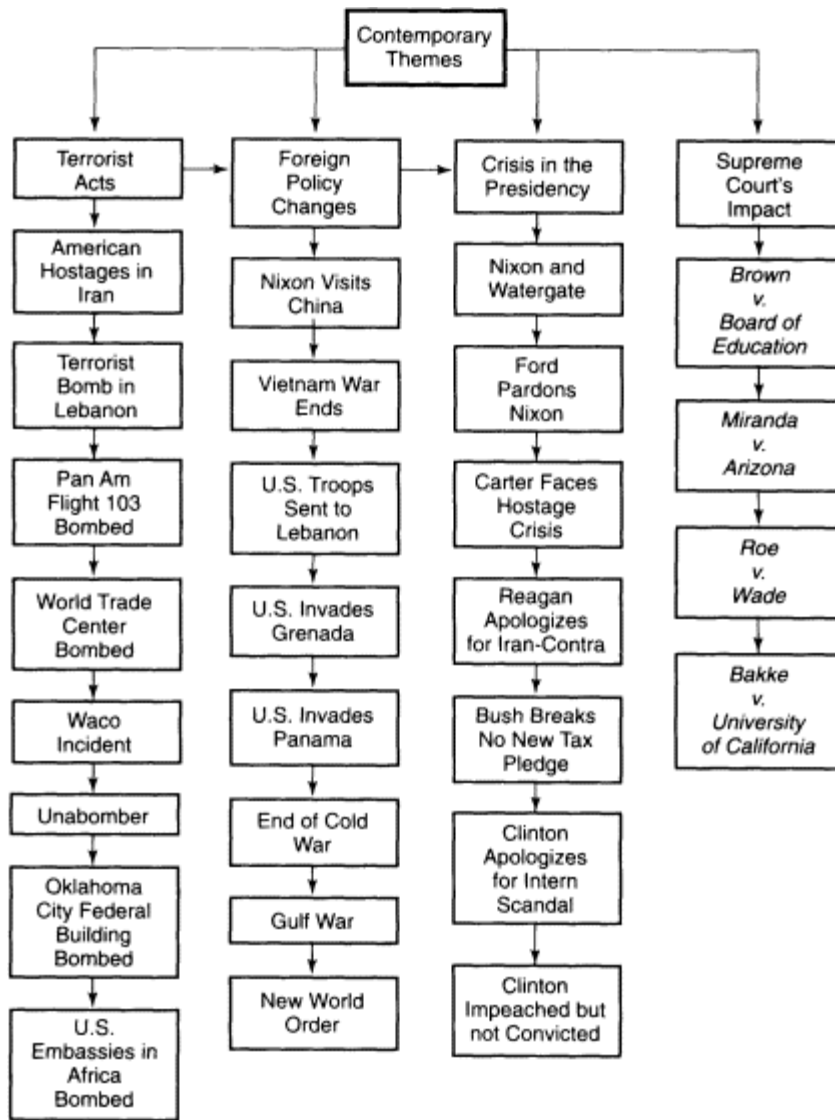 Contemporary
Themes
Terrorist
Acts
American
Hostages in
Iran
Terrorist
Bomb in
Lebanon
Pan Am
Flight 103
Bombed
World Trade
Center
Bombed
Waco
Incident
Unabomber
Oklahoma
City Federal
Building
Bombed
U.S.
Embassies in
Africa
Bombed
Foreign
Policy
Changes
Nixon Visits
China
Vietnam War
Ends
U.S. Troops
Sent to
Lebanon
U.S. Invades
Grenada
U.S. Invades
Panama
End of Cold
War
Gulf War
New World
Order
Crisis in the
Presidency
Nixon and
Watergate
Ford
Pardons
Nixon
Carter Faces
Hostage
Crisis
Reagan
Apologizes
for Iran-Contra
Bush Breaks
No New Tax
Pledge
Clinton
Apologizes
for Intern
Scandal
Clinton
Impeached but
not Convicted
Supreme
Court's
Impact
Brown
v.
Board of
Education
Miranda
v.
Arizona
Roe
v.
Wade
Bakke
v.
University
of California